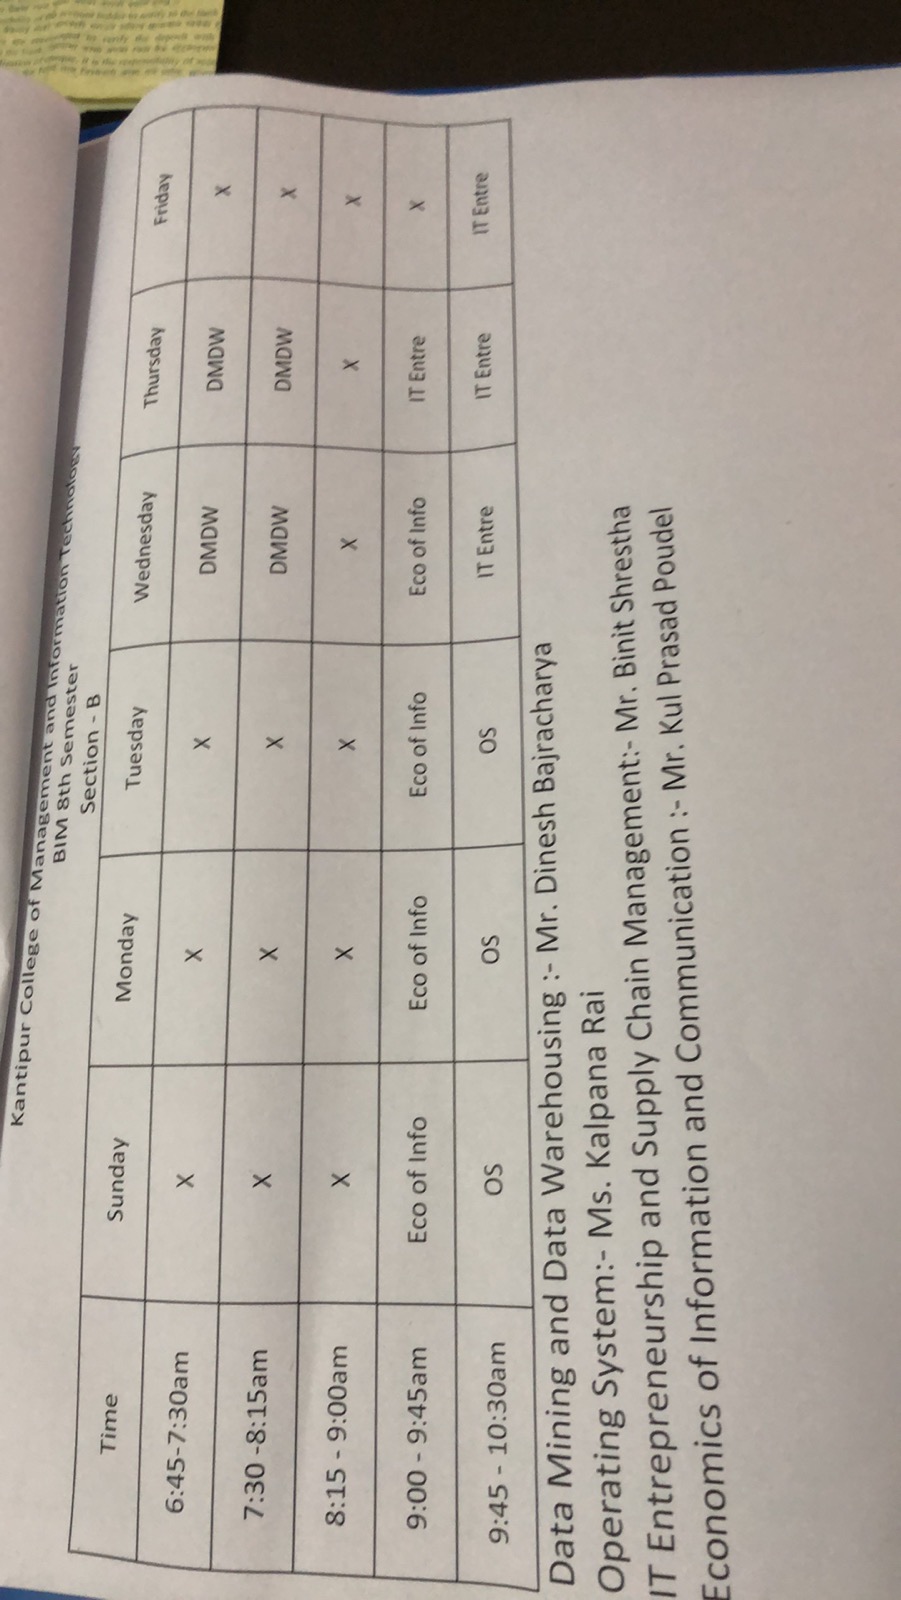 Kantipur College of Management and Information Technology
BIM 8th Semester
Section - B
Time Sunday Monday Tuesday Wednesday Thursday Friday
6:45-7:30am X X X DMDW DMDW X
7:30 -8:15am X X X DMDW DMDW X
8:15 - 9:00am X X X X X X
9:00 - 9:45am Eco of Info Eco of Info Eco of Info Eco of Info IT Entre X
9:45 - 10:30am OS OS OS IT Entre IT Entre IT Entre
Data Mining and Data Warehousing :- Mr. Dinesh Bajracharya
Operating System:- Ms. Kalpana Rai
IT Entrepreneurship and Supply Chain Management:- Mr. Binit Shrestha
Economics of Information and Communication :- Mr. Kul Prasad Poudel